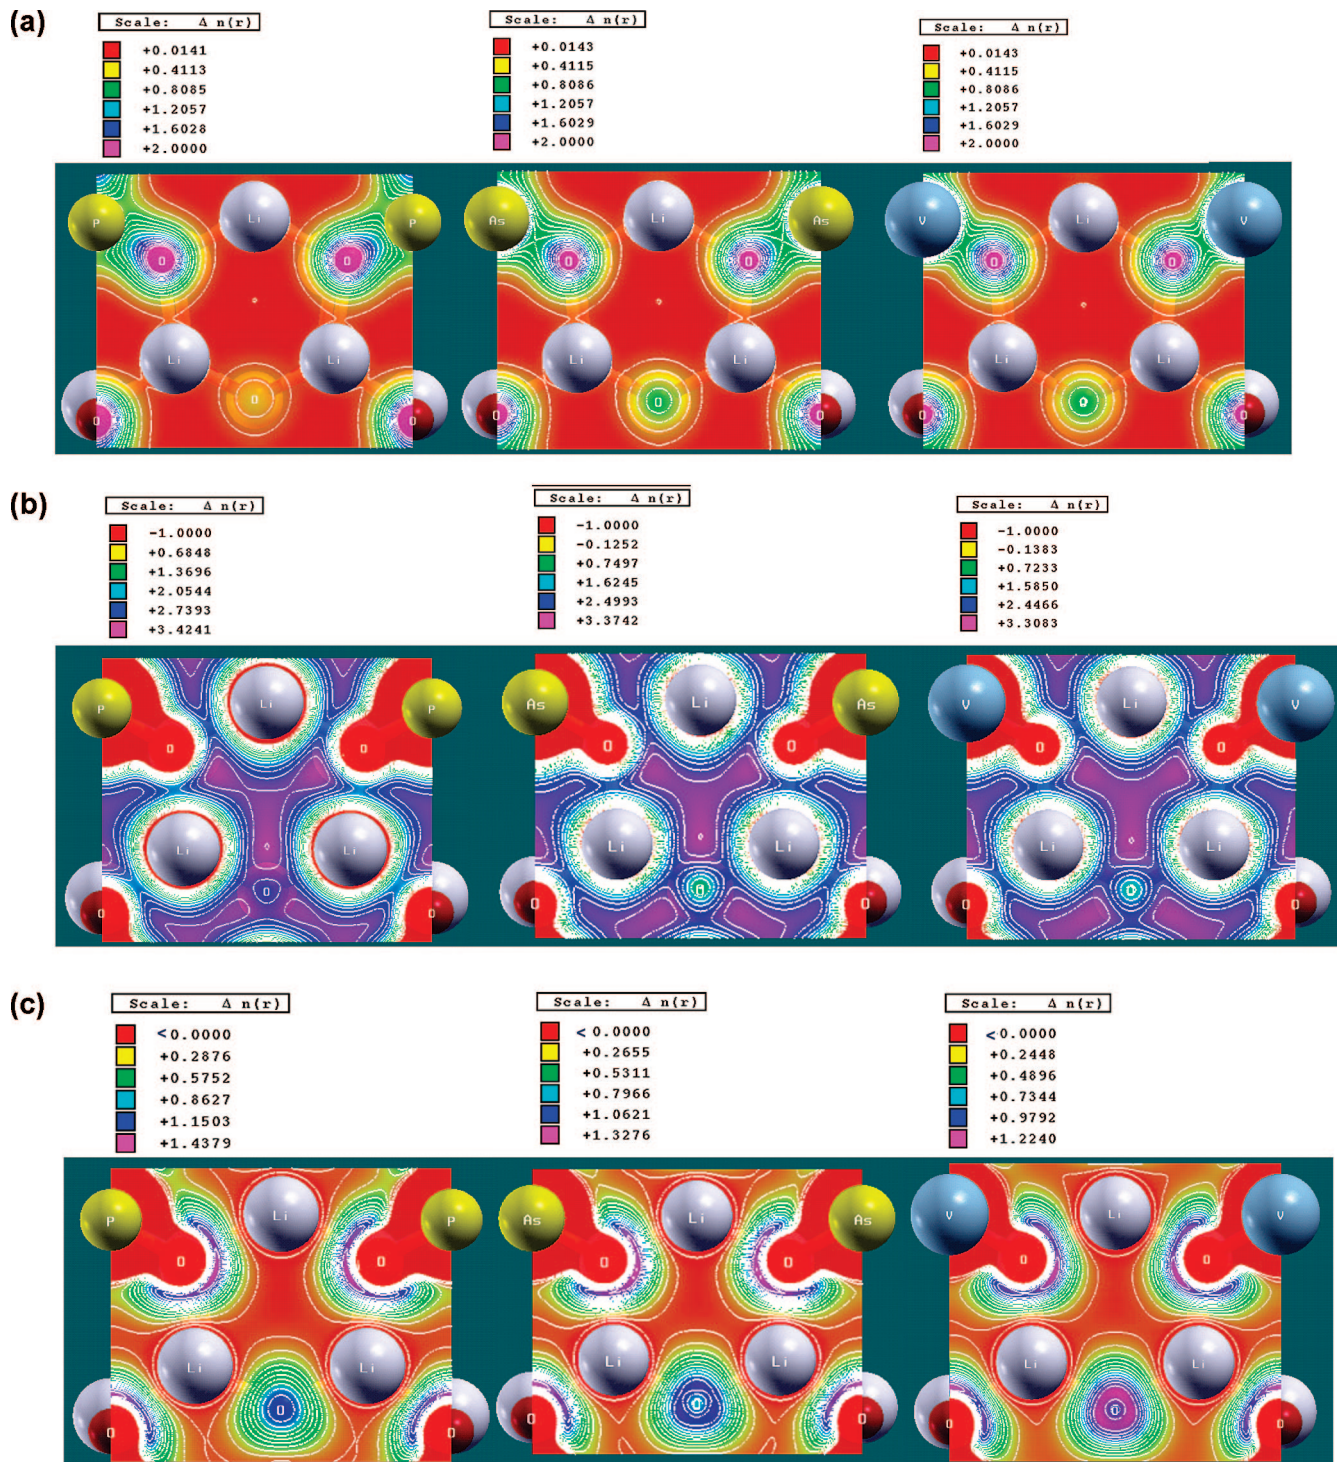 (a)
Scale: Δ n(r)
+0.0141
+0.4113
+0.8085
+1.2057
+1.6028
+2.0000
Scale: Δ n(r)
+0.0143
+0.4115
+0.8086
+1.2057
+1.6029
+2.0000
Scale: Δ n(r)
+0.0143
+0.4115
+0.8086
+1.2057
+1.6029
+2.0000
P Li P
O O
Li Li
O O O
As Li As
O O
Li Li
O O O
V Li V
O O
Li Li
O O O
(b)
Scale: Δ n(r)
-1.0000
+0.6848
+1.3696
+2.0544
+2.7393
+3.4241
Scale: Δ n(r)
-1.0000
-0.1252
+0.7497
+1.6245
+2.4993
+3.3742
Scale: Δ n(r)
-1.0000
-0.1383
+0.7233
+1.5850
+2.4466
+3.3083
P Li P
O O
Li Li
O O O
As Li As
O O
Li Li
O O O
V Li V
O O
Li Li
O O O
(c)
Scale: Δ n(r)
<0.0000
+0.2876
+0.5752
+0.8627
+1.1503
+1.4379
Scale: Δ n(r)
< 0.0000
+0.2655
+0.5311
+0.7966
+1.0621
+1.3276
Scale: Δ n(r)
<0.0000
+0.2448
+0.4896
+0.7344
+0.9792
+1.2240
P Li P
O O
Li Li
O O O
As Li As
O O
Li Li
O O O
V Li V
O O
Li Li
O O O